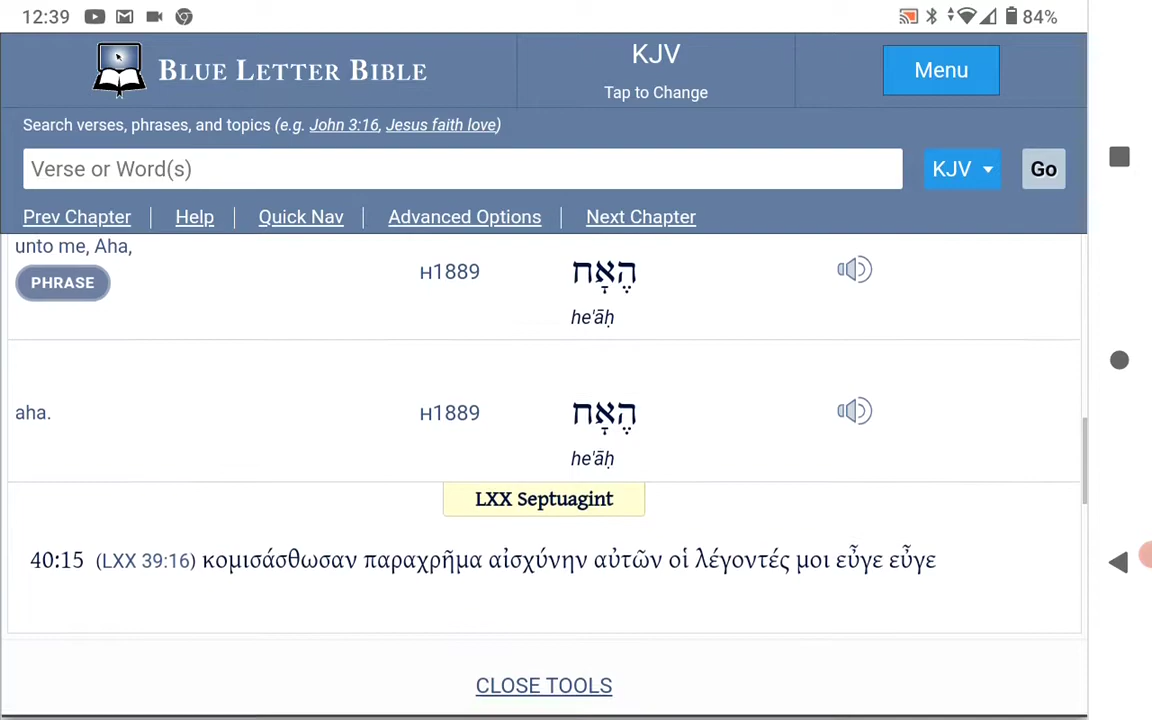 12:39
84%
BLUE LETTER BIBLE
KJV
Tap to Change
Menu
Search verses, phrases, and topics (e.g. John 3:16, Jesus faith love)
Verse or Word(s)
KJV
Go
Prev Chapter | Help | Quick Nav | Advanced Options | Next Chapter
unto me, Aha,
PHRASE
H1889
הֶאָח
he'āḥ
aha.
H1889
הֶאָח
he'āḥ
LXX Septuagint
40:15 (LXX 39:16) κομισάσθωσαν παραχρῆμα αἰσχύνην αὐτῶν οἱ λέγοντές μοι εὖγε εὖγε
CLOSE TOOLS